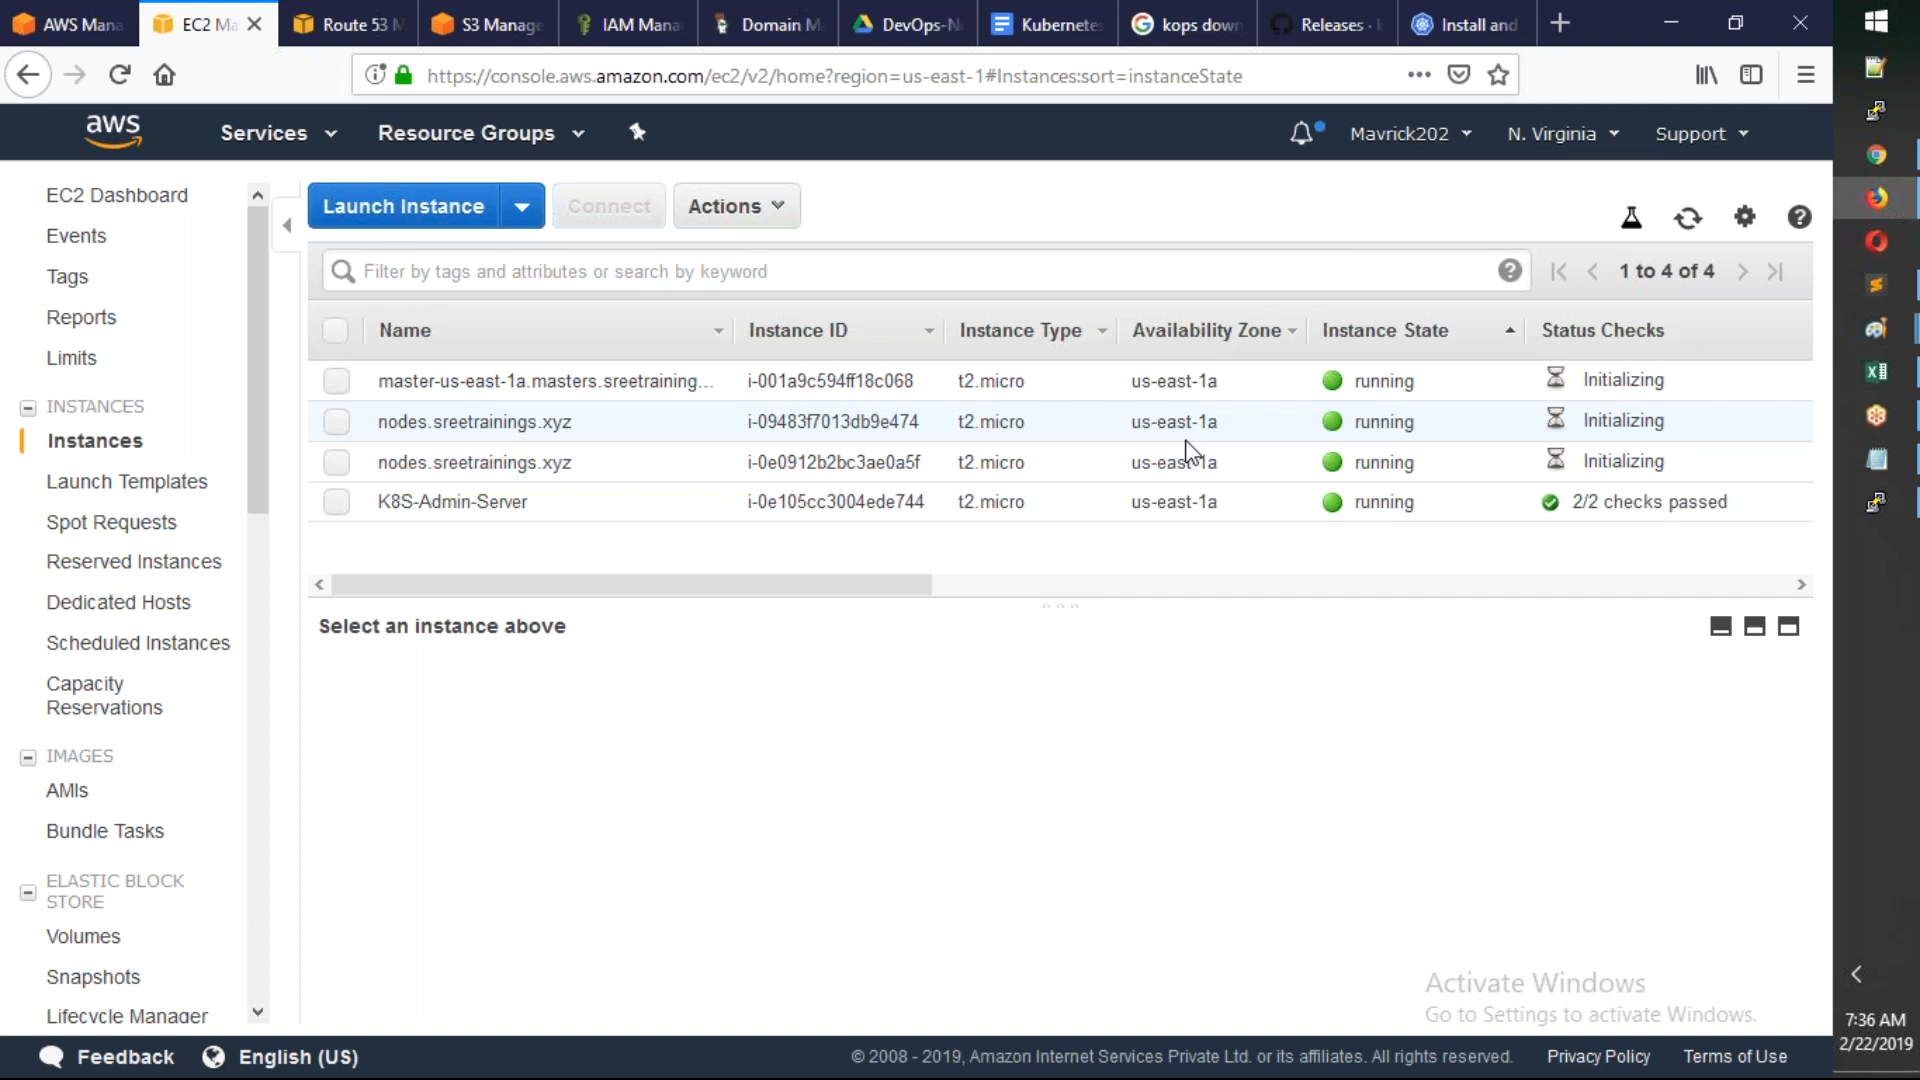 AWS Mana
EC2 Ma
Route 53 M
S3 Manage
IAM Mana
Domain M
DevOps-N
Kubernetes
kops down
Releases ·
Install and
https://console.aws.amazon.com/ec2/v2/home?region=us-east-1#Instances:sort=instanceState
aws
Services
Resource Groups
Mavrick202
N. Virginia
Support
EC2 Dashboard
Events
Tags
Reports
Limits
INSTANCES
Instances
Launch Templates
Spot Requests
Reserved Instances
Dedicated Hosts
Scheduled Instances
Capacity
Reservations
IMAGES
AMIs
Bundle Tasks
ELASTIC BLOCK
STORE
Volumes
Snapshots
Lifecycle Manager
Launch Instance
Connect
Actions
Filter by tags and attributes or search by keyword
1 to 4 of 4
Name Instance ID Instance Type Availability Zone Instance State Status Checks
master-us-east-1a.masters.sreetraining... i-001a9c594ff18c068 t2.micro us-east-1a running Initializing
nodes.sreetrainings.xyz i-09483f7013db9e474 t2.micro us-east-1a running Initializing
nodes.sreetrainings.xyz i-0e0912b2bc3ae0a5f t2.micro us-east-1a running Initializing
K8S-Admin-Server i-0e105cc3004ede744 t2.micro us-east-1a running 2/2 checks passed
Select an instance above
Activate Windows
Go to Settings to activate Windows.
7:36 AM
2/22/2019
Feedback
English (US)
© 2008 - 2019, Amazon Internet Services Private Ltd. or its affiliates. All rights reserved.
Privacy Policy
Terms of Use